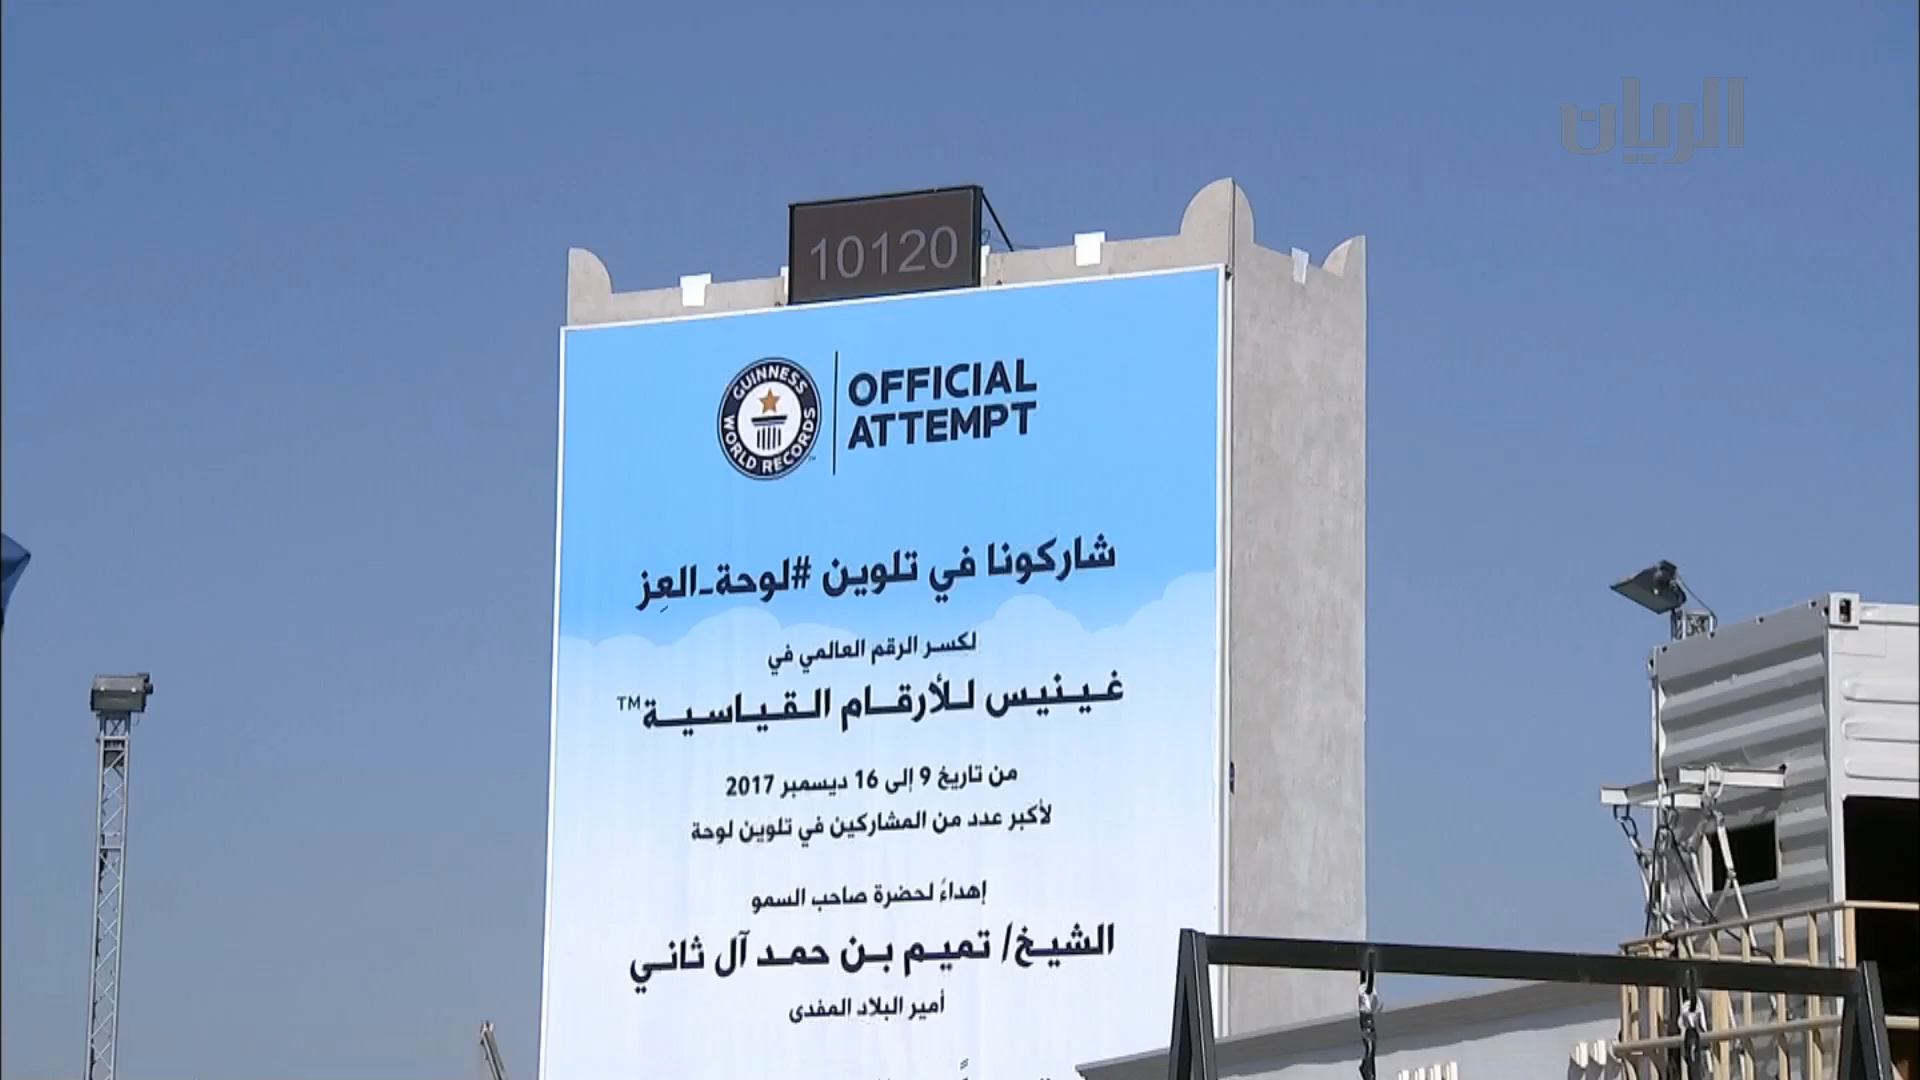 الريان
10120
GUINNESS WORLD RECORDS
OFFICIAL
ATTEMPT
شاركونا في تلوين #لوحة_العِز
لكسر الرقم العالمي في
غينيس للأرقام القياسية™
من تاريخ 9 إلى 16 ديسمبر 2017
لأكبر عدد من المشاركين في تلوين لوحة
إهداءً لحضرة صاحب السمو
الشيخ/ تميم بن حمد آل ثاني
أمير البلاد المفدى